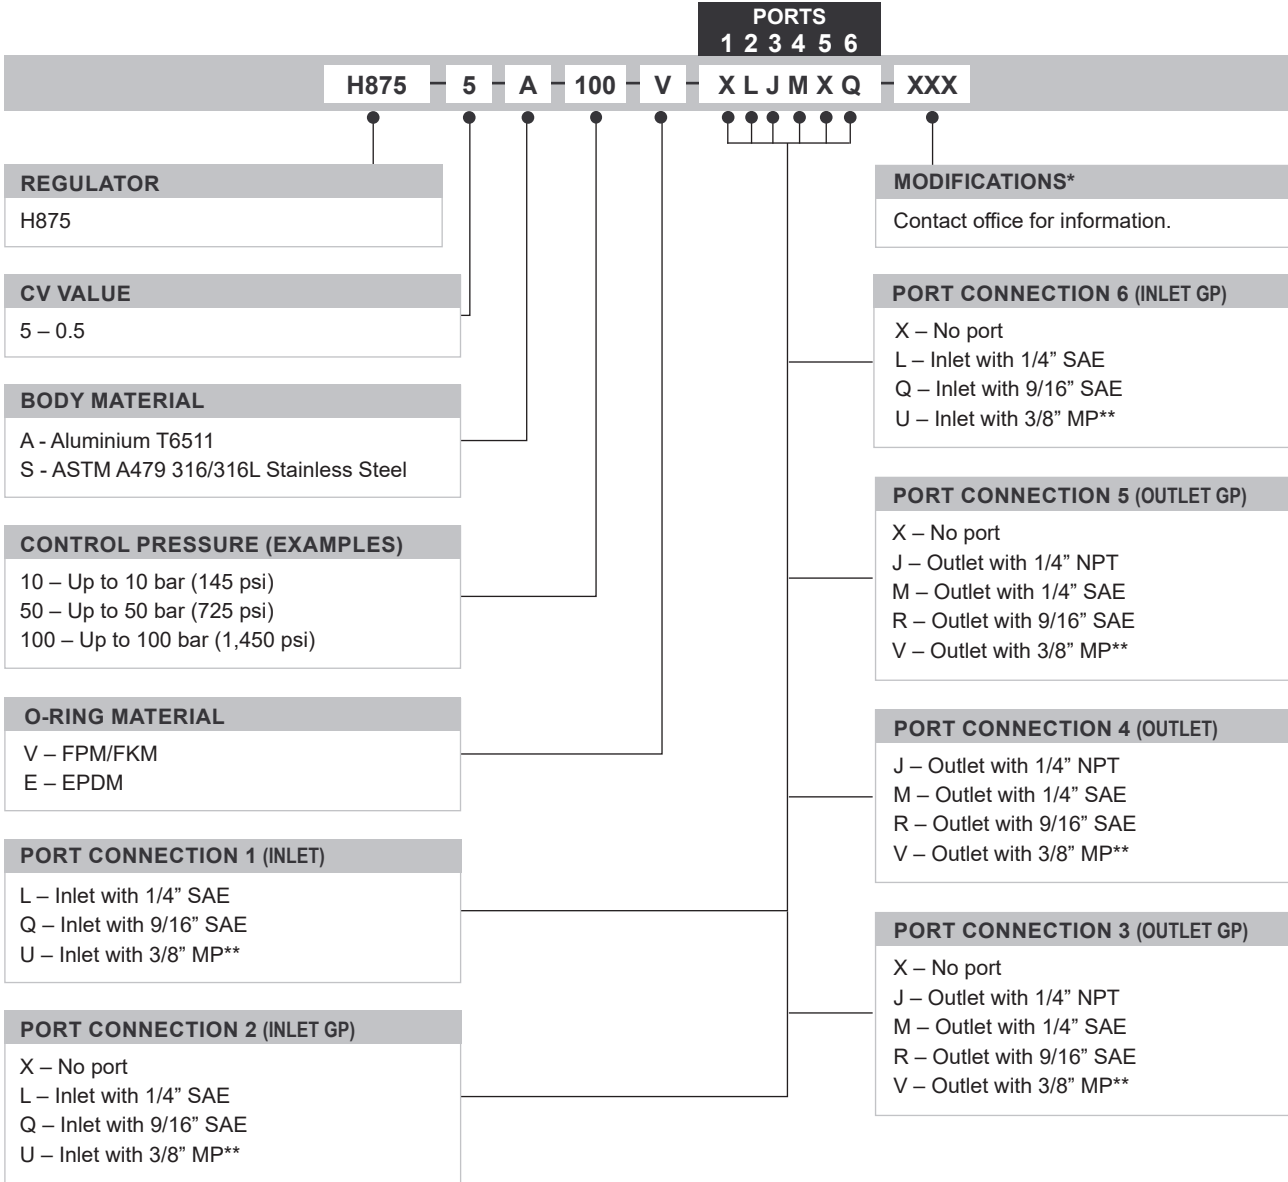 PORTS
1 2 3 4 5 6
H875 5 A 100 V X L J M X Q XXX
REGULATOR
H875
CV VALUE
5 – 0.5
BODY MATERIAL
A - Aluminium T6511
S - ASTM A479 316/316L Stainless Steel
CONTROL PRESSURE (EXAMPLES)
10 – Up to 10 bar (145 psi)
50 – Up to 50 bar (725 psi)
100 – Up to 100 bar (1,450 psi)
O-RING MATERIAL
V – FPM/FKM
E – EPDM
PORT CONNECTION 1 (INLET)
L – Inlet with 1/4” SAE
Q – Inlet with 9/16” SAE
U – Inlet with 3/8” MP**
PORT CONNECTION 2 (INLET GP)
X – No port
L – Inlet with 1/4” SAE
Q – Inlet with 9/16” SAE
U – Inlet with 3/8” MP**
MODIFICATIONS*
Contact office for information.
PORT CONNECTION 6 (INLET GP)
X – No port
L – Inlet with 1/4” SAE
Q – Inlet with 9/16” SAE
U – Inlet with 3/8” MP**
PORT CONNECTION 5 (OUTLET GP)
X – No port
J – Outlet with 1/4” NPT
M – Outlet with 1/4” SAE
R – Outlet with 9/16” SAE
V – Outlet with 3/8” MP**
PORT CONNECTION 4 (OUTLET)
J – Outlet with 1/4” NPT
M – Outlet with 1/4” SAE
R – Outlet with 9/16” SAE
V – Outlet with 3/8” MP**
PORT CONNECTION 3 (OUTLET GP)
X – No port
J – Outlet with 1/4” NPT
M – Outlet with 1/4” SAE
R – Outlet with 9/16” SAE
V – Outlet with 3/8” MP**